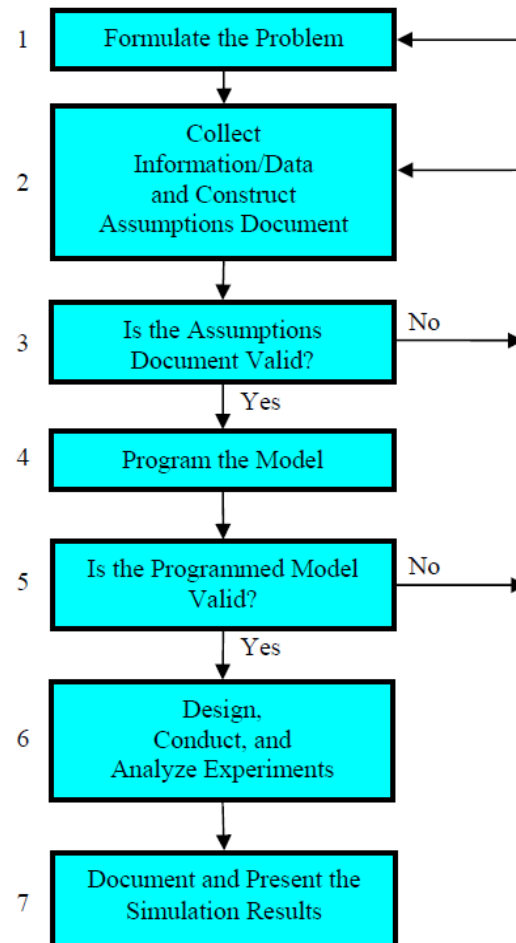 1
Formulate the Problem
2
Collect
Information/Data
and Construct
Assumptions Document
3
Is the Assumptions
Document Valid?
No
Yes
4
Program the Model
5
Is the Programmed Model
Valid?
No
Yes
6
Design,
Conduct, and
Analyze Experiments
7
Document and Present the
Simulation Results